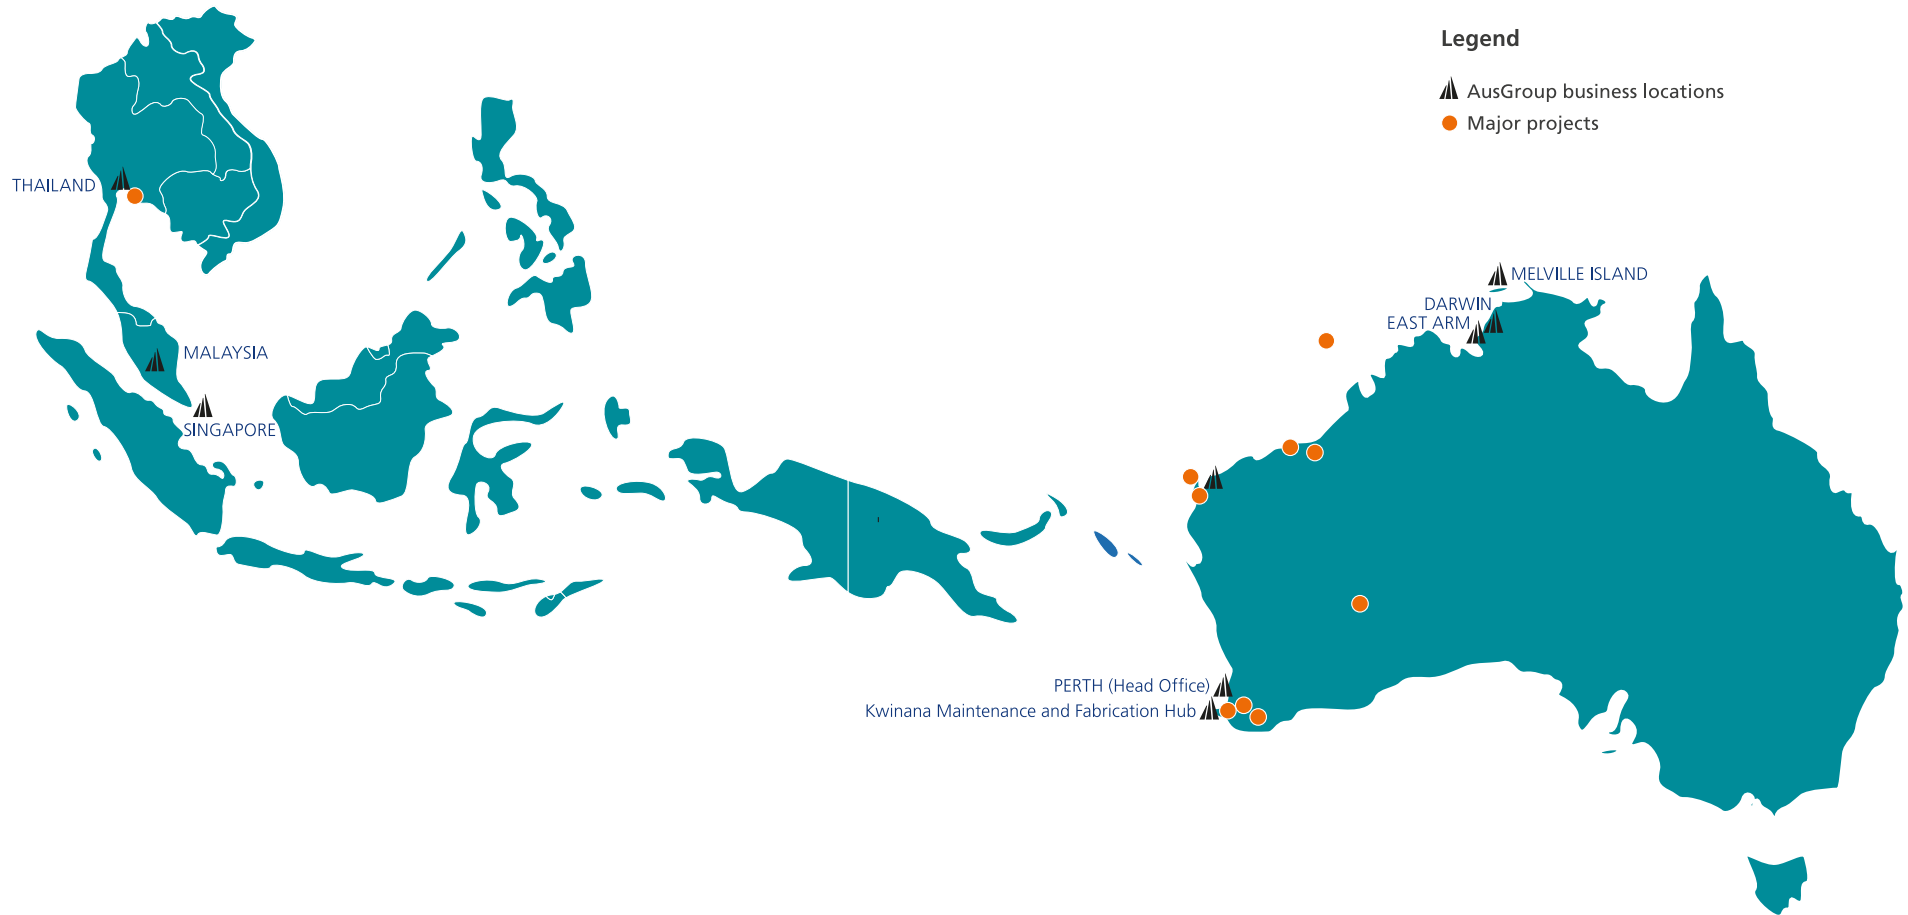 Legend
AusGroup business locations
Major projects
THAILAND
MELVILLE ISLAND
DARWIN
EAST ARM
MALAYSIA
SINGAPORE
PERTH (Head Office)
Kwinana Maintenance and Fabrication Hub